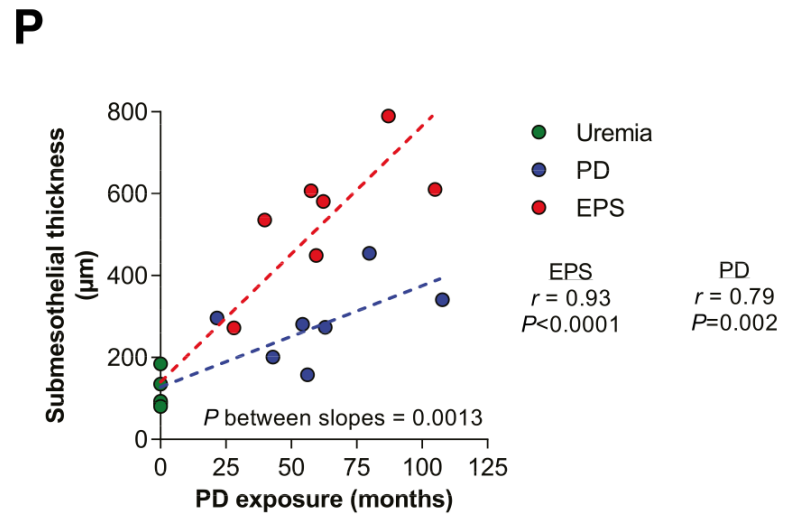 P
Submesothelial thickness
(µm)
800
600
400
200
0
0 25 50 75 100 125
PD exposure (months)
P between slopes = 0.0013
Uremia
PD
EPS
EPS
r = 0.93
P<0.0001
PD
r = 0.79
P=0.002